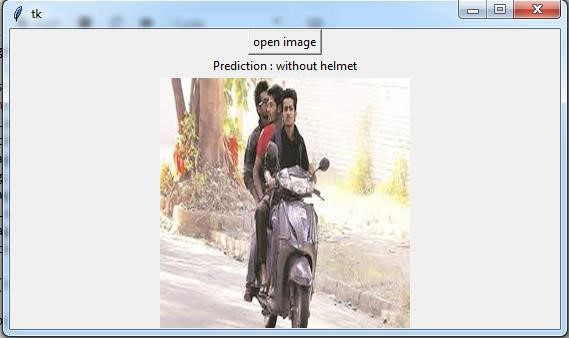 tk
open image
Prediction : without helmet